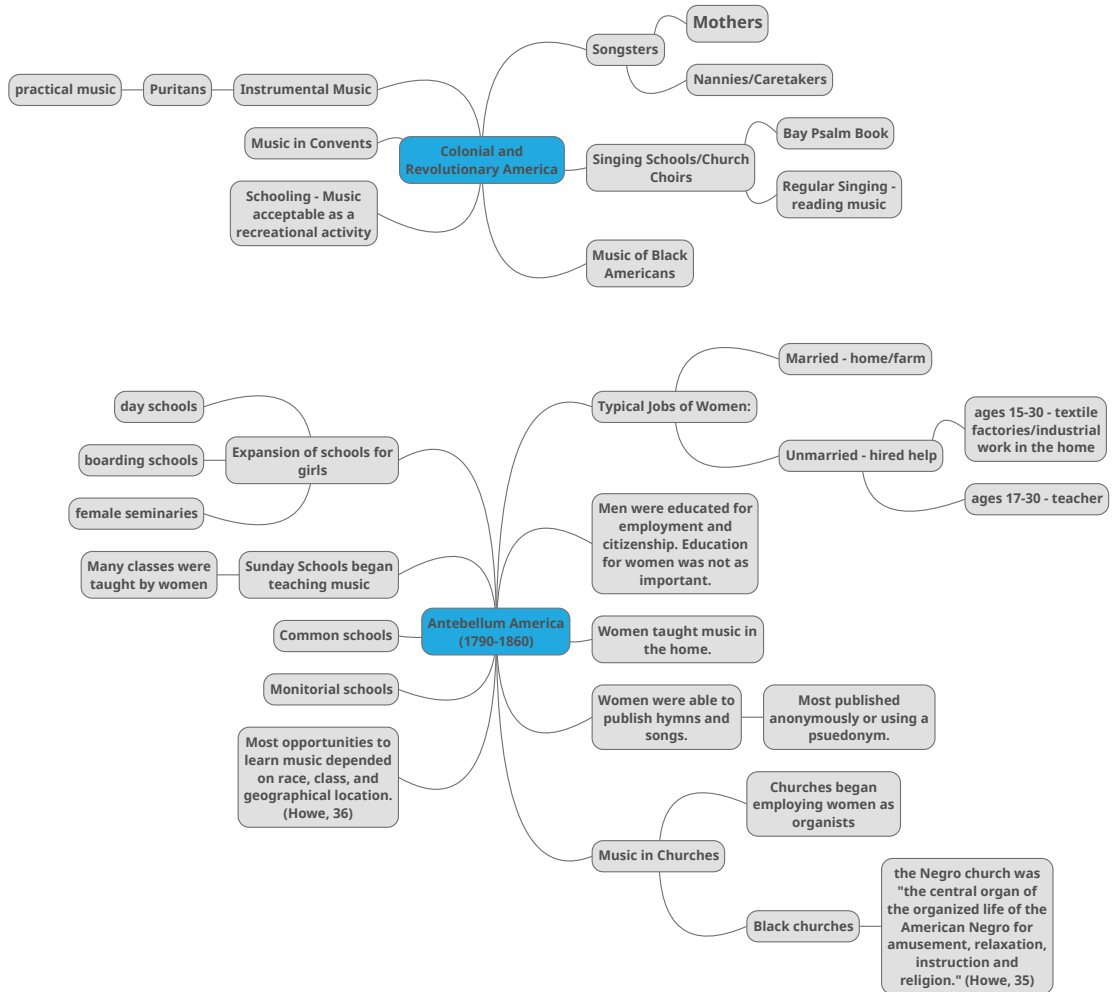 Mothers
Songsters
Nannies/Caretakers
practical music
Puritans
Instrumental Music
Music in Convents
Colonial and
Revolutionary America
Schooling - Music
acceptable as a
recreational activity
Bay Psalm Book
Singing Schools/Church
Choirs
Regular Singing -
reading music
Music of Black
Americans
Married - home/farm
Typical Jobs of Women:
ages 15-30 - textile
factories/industrial
work in the home
Unmarried - hired help
ages 17-30 - teacher
day schools
boarding schools
Expansion of schools for
girls
female seminaries
Men were educated for
employment and
citizenship. Education
for women was not as
important.
Many classes were
taught by women
Sunday Schools began
teaching music
Common schools
Antebellum America
(1790-1860)
Women taught music in
the home.
Monitorial schools
Women were able to
publish hymns and
songs.
Most published
anonymously or using a
psuedonym.
Most opportunities to
learn music depended
on race, class, and
geographical location.
(Howe, 36)
Churches began
employing women as
organists
Music in Churches
Black churches
the Negro church was
"the central organ of
the organized life of the
American Negro for
amusement, relaxation,
instruction and
religion." (Howe, 35)